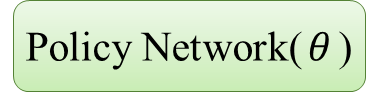 Policy Network( θ )